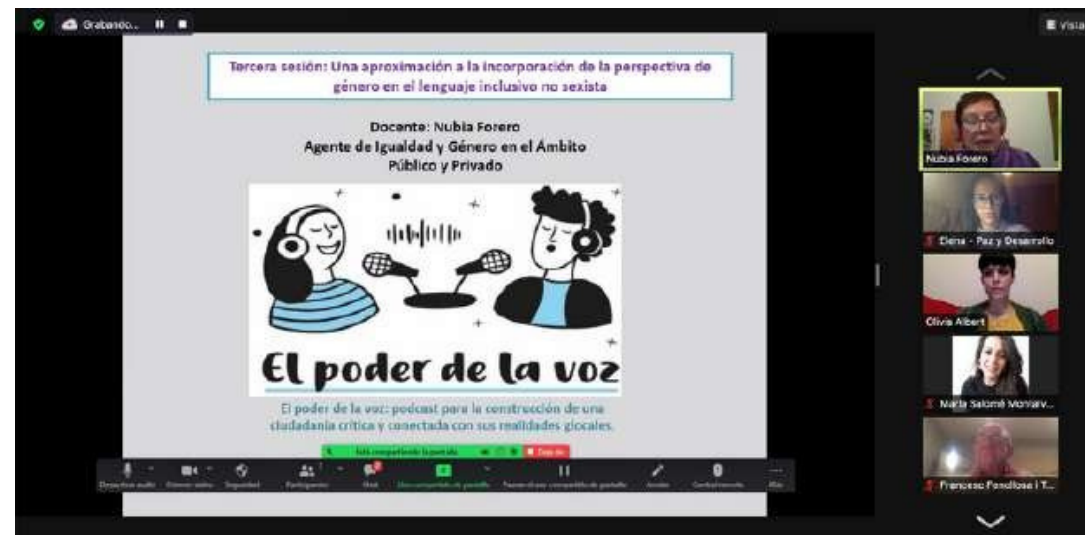 Grabando...
Vista
Tercera sesión: Una aproximación a la incorporación de la perspectiva de
género en el lenguaje inclusivo no sexista
Docente: Nubia Forero
Agente de Igualdad y Género en el Ámbito
Público y Privado
El poder de la voz
El poder de la voz: podcast para la construcción de una
ciudadanía crítica y conectada con sus realidades glocales.
Participantes
Chat
Nubia Forero
Elena - Paz y Desarrollo
Olivia Albert
Francesc Fenollosa i T...